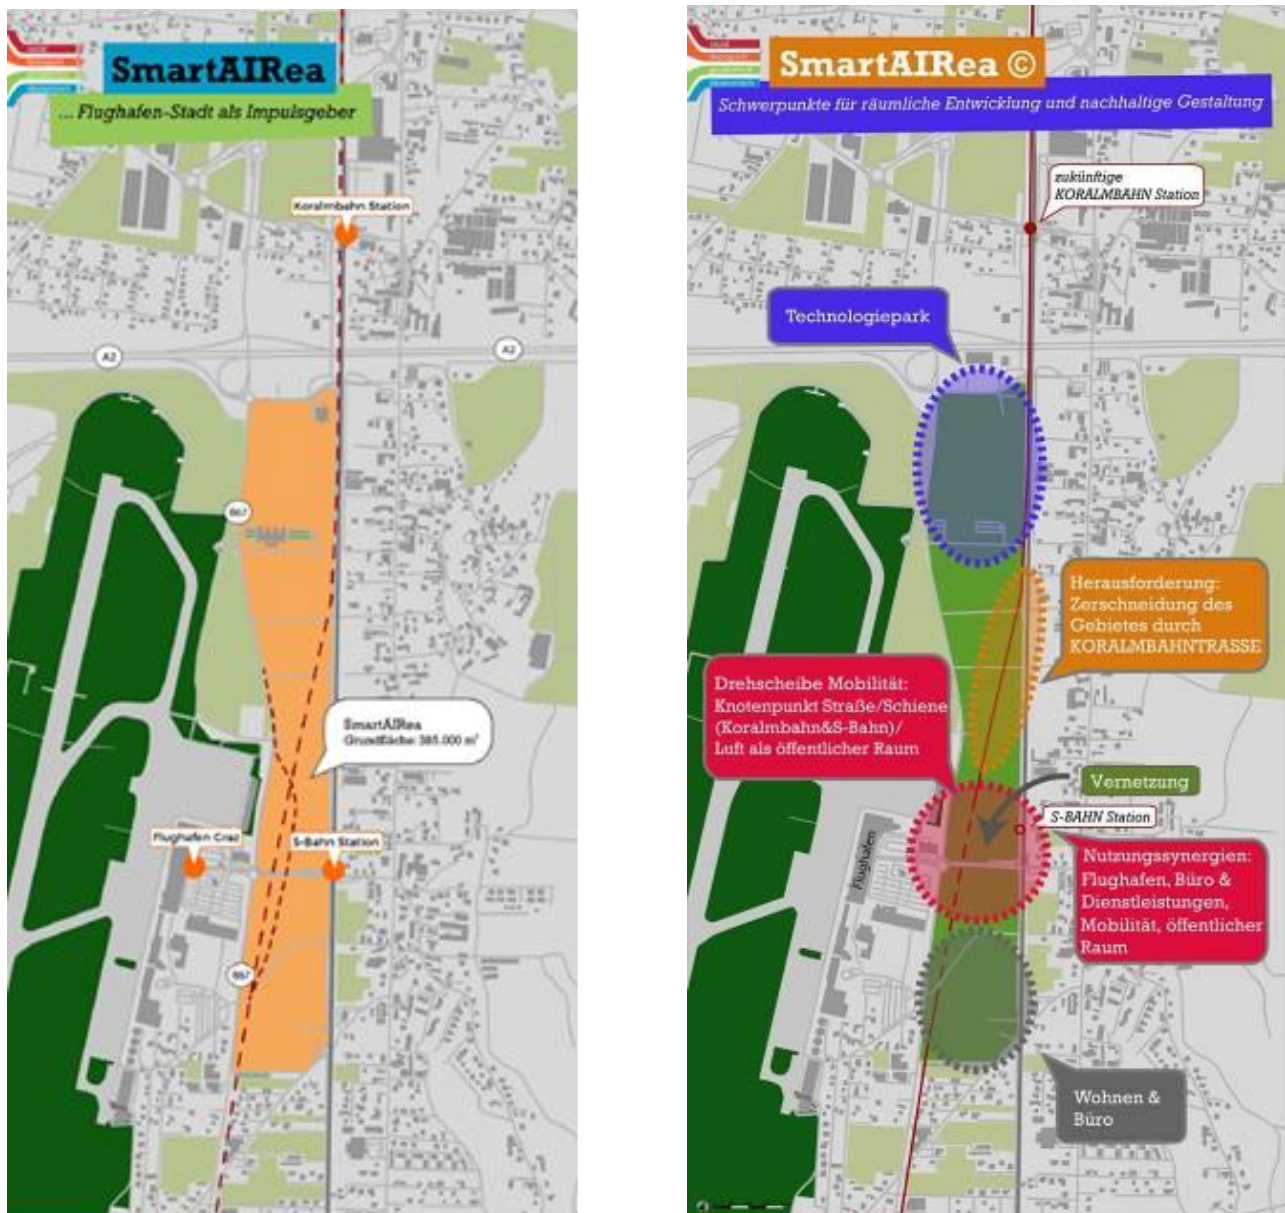 SmartAIRea
... Flughafen-Stadt als Impulsgeber
Koralmbahn Station
A2
A2
B67
SmartAIRea
Grundfläche: 385.000 m²
Flughafen Graz
S-Bahn Station
B67
SmartAIRea ©
Schwerpunkte für räumliche Entwicklung und nachhaltige Gestaltung
zukünftige
KORALMBAHN Station
Technologiepark
Herausforderung:
Zerschneidung des
Gebietes durch
KORALMBAHNTRASSE
Drehscheibe Mobilität:
Knotenpunkt Straße/Schiene
(Koralmbahn&S-Bahn)/
Luft als öffentlicher Raum
Vernetzung
S-BAHN Station
Flughafen
Nutzungssynergien:
Flughafen, Büro &
Dienstleistungen,
Mobilität, öffentlicher
Raum
Wohnen &
Büro